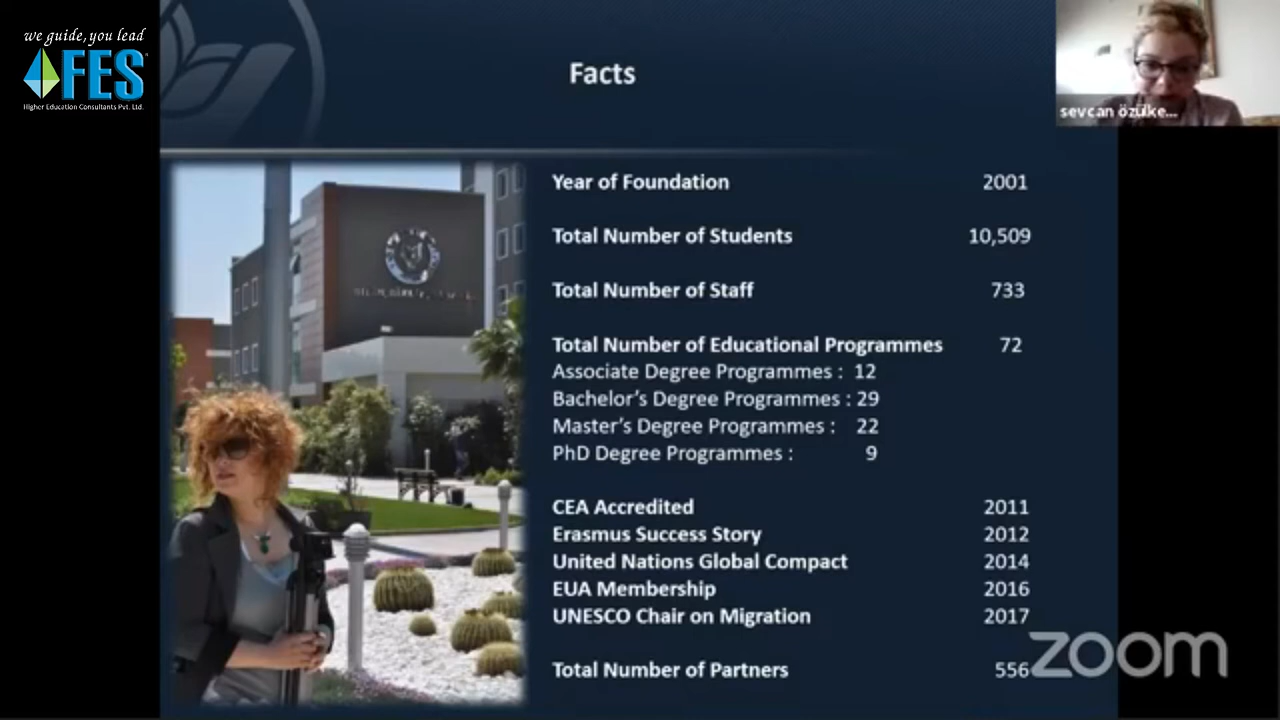 we guide, you lead
FES
Higher Education Consultants Pvt. Ltd.
Facts
sevcan özülke...
Year of Foundation 2001
Total Number of Students 10,509
Total Number of Staff 733
Total Number of Educational Programmes 72
Associate Degree Programmes : 12
Bachelor's Degree Programmes : 29
Master's Degree Programmes : 22
PhD Degree Programmes : 9
CEA Accredited 2011
Erasmus Success Story 2012
United Nations Global Compact 2014
EUA Membership 2016
UNESCO Chair on Migration 2017
Total Number of Partners 556
zoom